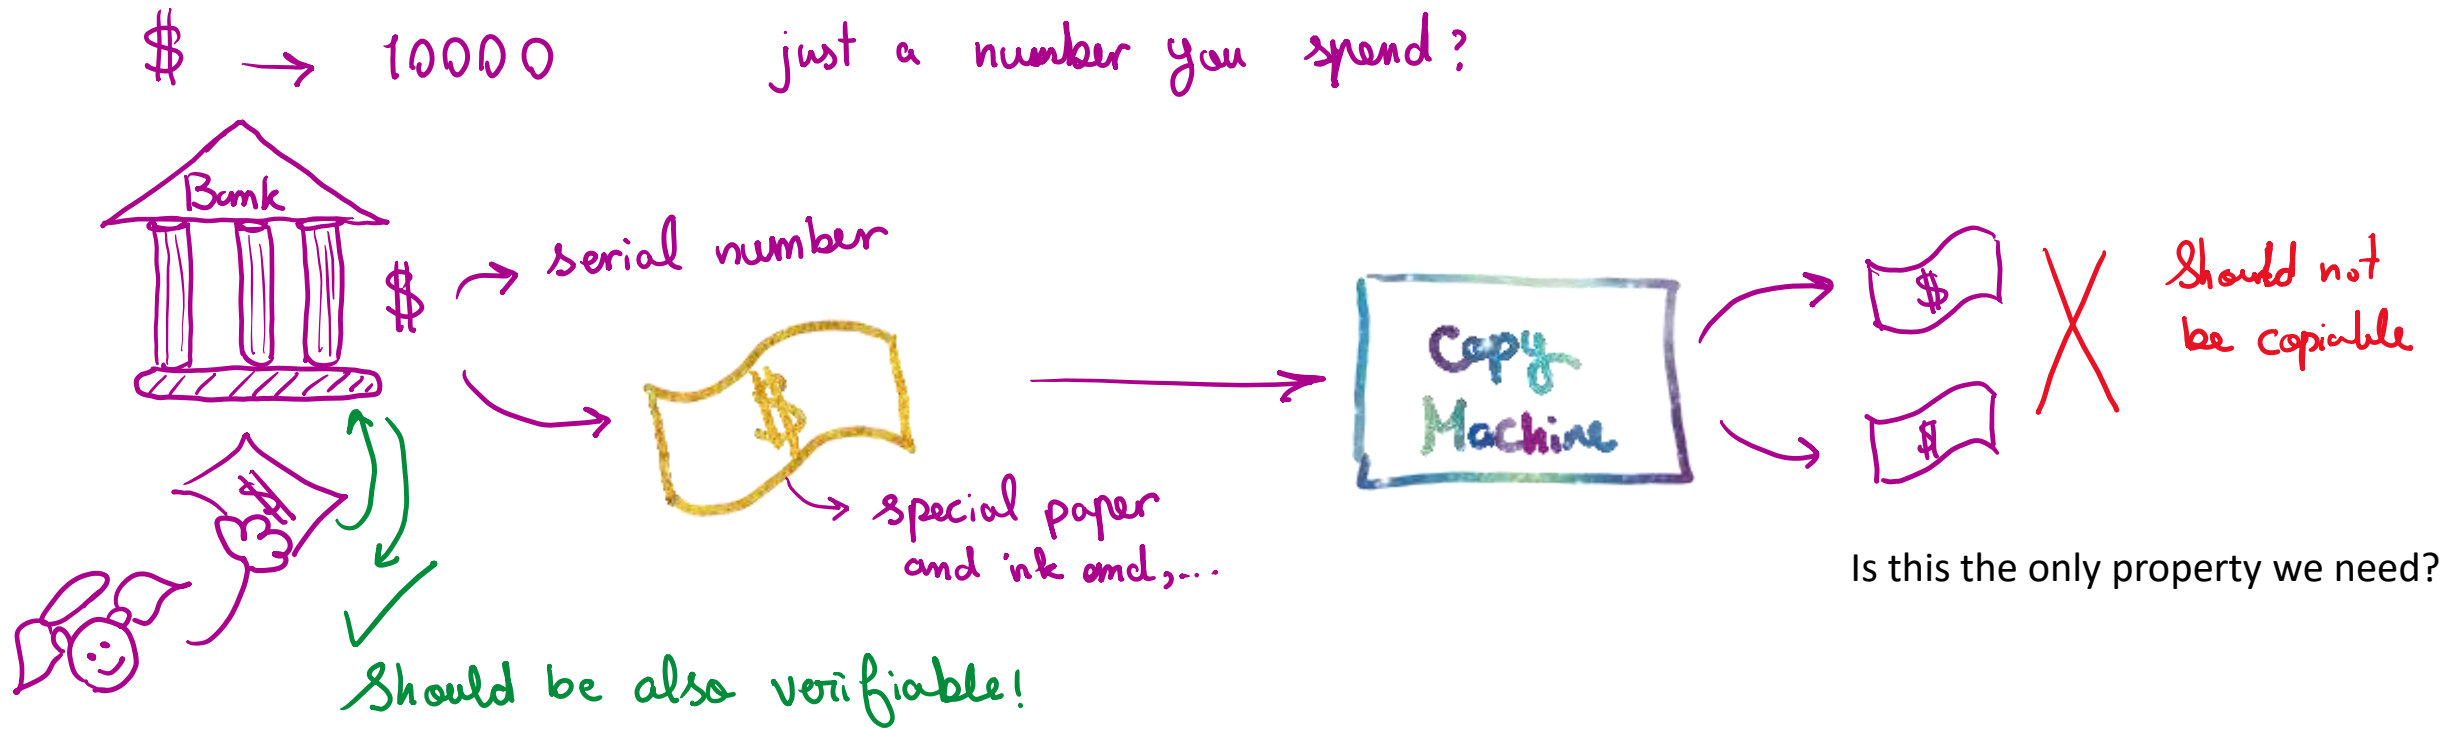 $ → 10000 just a number you spend?
Bank
$
serial number
$
special paper
and ink and,...
Copy
Machine
$
$
Should not
be copiable
Is this the only property we need?
$
Should be also verifiable!